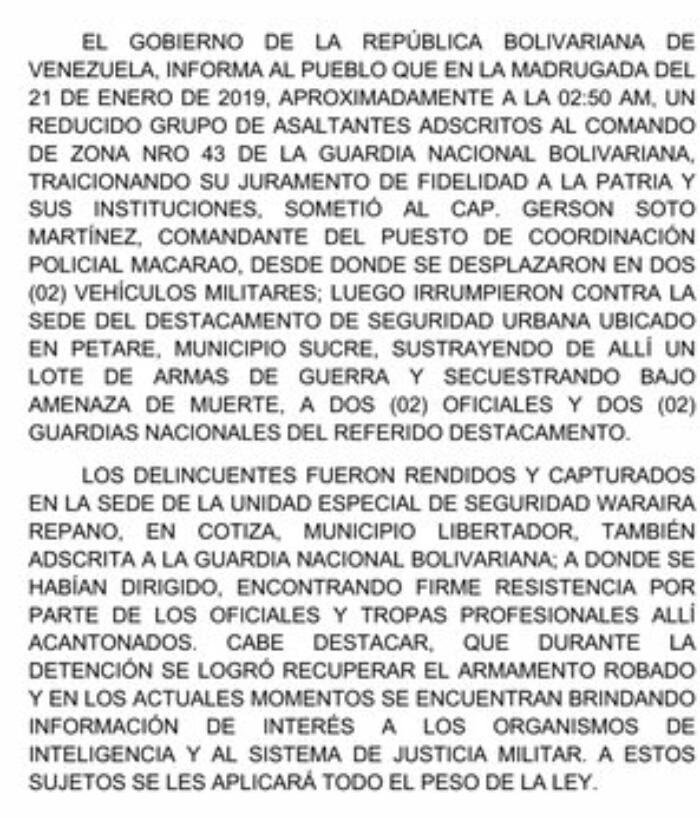 EL GOBIERNO DE LA REPÚBLICA BOLIVARIANA DE
VENEZUELA, INFORMA AL PUEBLO QUE EN LA MADRUGADA DEL
21 DE ENERO DE 2019, APROXIMADAMENTE A LA 02:50 AM, UN
REDUCIDO GRUPO DE ASALTANTES ADSCRITOS AL COMANDO
DE ZONA NRO 43 DE LA GUARDIA NACIONAL BOLIVARIANA,
TRAICIONANDO SU JURAMENTO DE FIDELIDAD A LA PATRIA Y
SUS INSTITUCIONES, SOMETIÓ AL CAP. GERSON SOTO
MARTÍNEZ, COMANDANTE DEL PUESTO DE COORDINACIÓN
POLICIAL MACARAO, DESDE DONDE SE DESPLAZARON EN DOS
(02) VEHÍCULOS MILITARES; LUEGO IRRUMPIERON CONTRA LA
SEDE DEL DESTACAMENTO DE SEGURIDAD URBANA UBICADO
EN PETARE, MUNICIPIO SUCRE, SUSTRAYENDO DE ALLÍ UN
LOTE DE ARMAS DE GUERRA Y SECUESTRANDO BAJO
AMENAZA DE MUERTE, A DOS (02) OFICIALES Y DOS (02)
GUARDIAS NACIONALES DEL REFERIDO DESTACAMENTO.
LOS DELINCUENTES FUERON RENDIDOS Y CAPTURADOS
EN LA SEDE DE LA UNIDAD ESPECIAL DE SEGURIDAD WARAIRA
REPANO, EN COTIZA, MUNICIPIO LIBERTADOR, TAMBIÉN
ADSCRITA A LA GUARDIA NACIONAL BOLIVARIANA; A DONDE SE
HABÍAN DIRIGIDO, ENCONTRANDO FIRME RESISTENCIA POR
PARTE DE LOS OFICIALES Y TROPAS PROFESIONALES ALLÍ
ACANTONADOS. CABE DESTACAR, QUE DURANTE LA
DETENCIÓN SE LOGRÓ RECUPERAR EL ARMAMENTO ROBADO
Y EN LOS ACTUALES MOMENTOS SE ENCUENTRAN BRINDANDO
INFORMACIÓN DE INTERÉS A LOS ORGANISMOS DE
INTELIGENCIA Y AL SISTEMA DE JUSTICIA MILITAR. A ESTOS
SUJETOS SE LES APLICARÁ TODO EL PESO DE LA LEY.